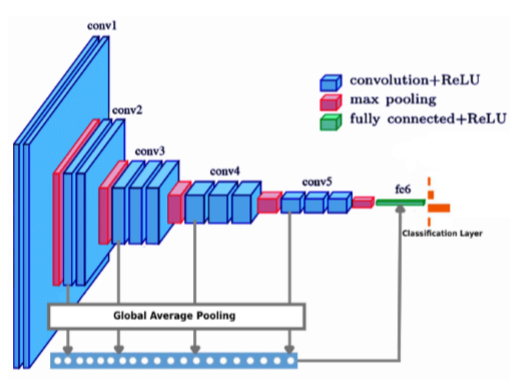 conv1
conv2
conv3
conv4
conv5
fc6
convolution+ReLU
max pooling
fully connected+ReLU
Classification Layer
Global Average Pooling